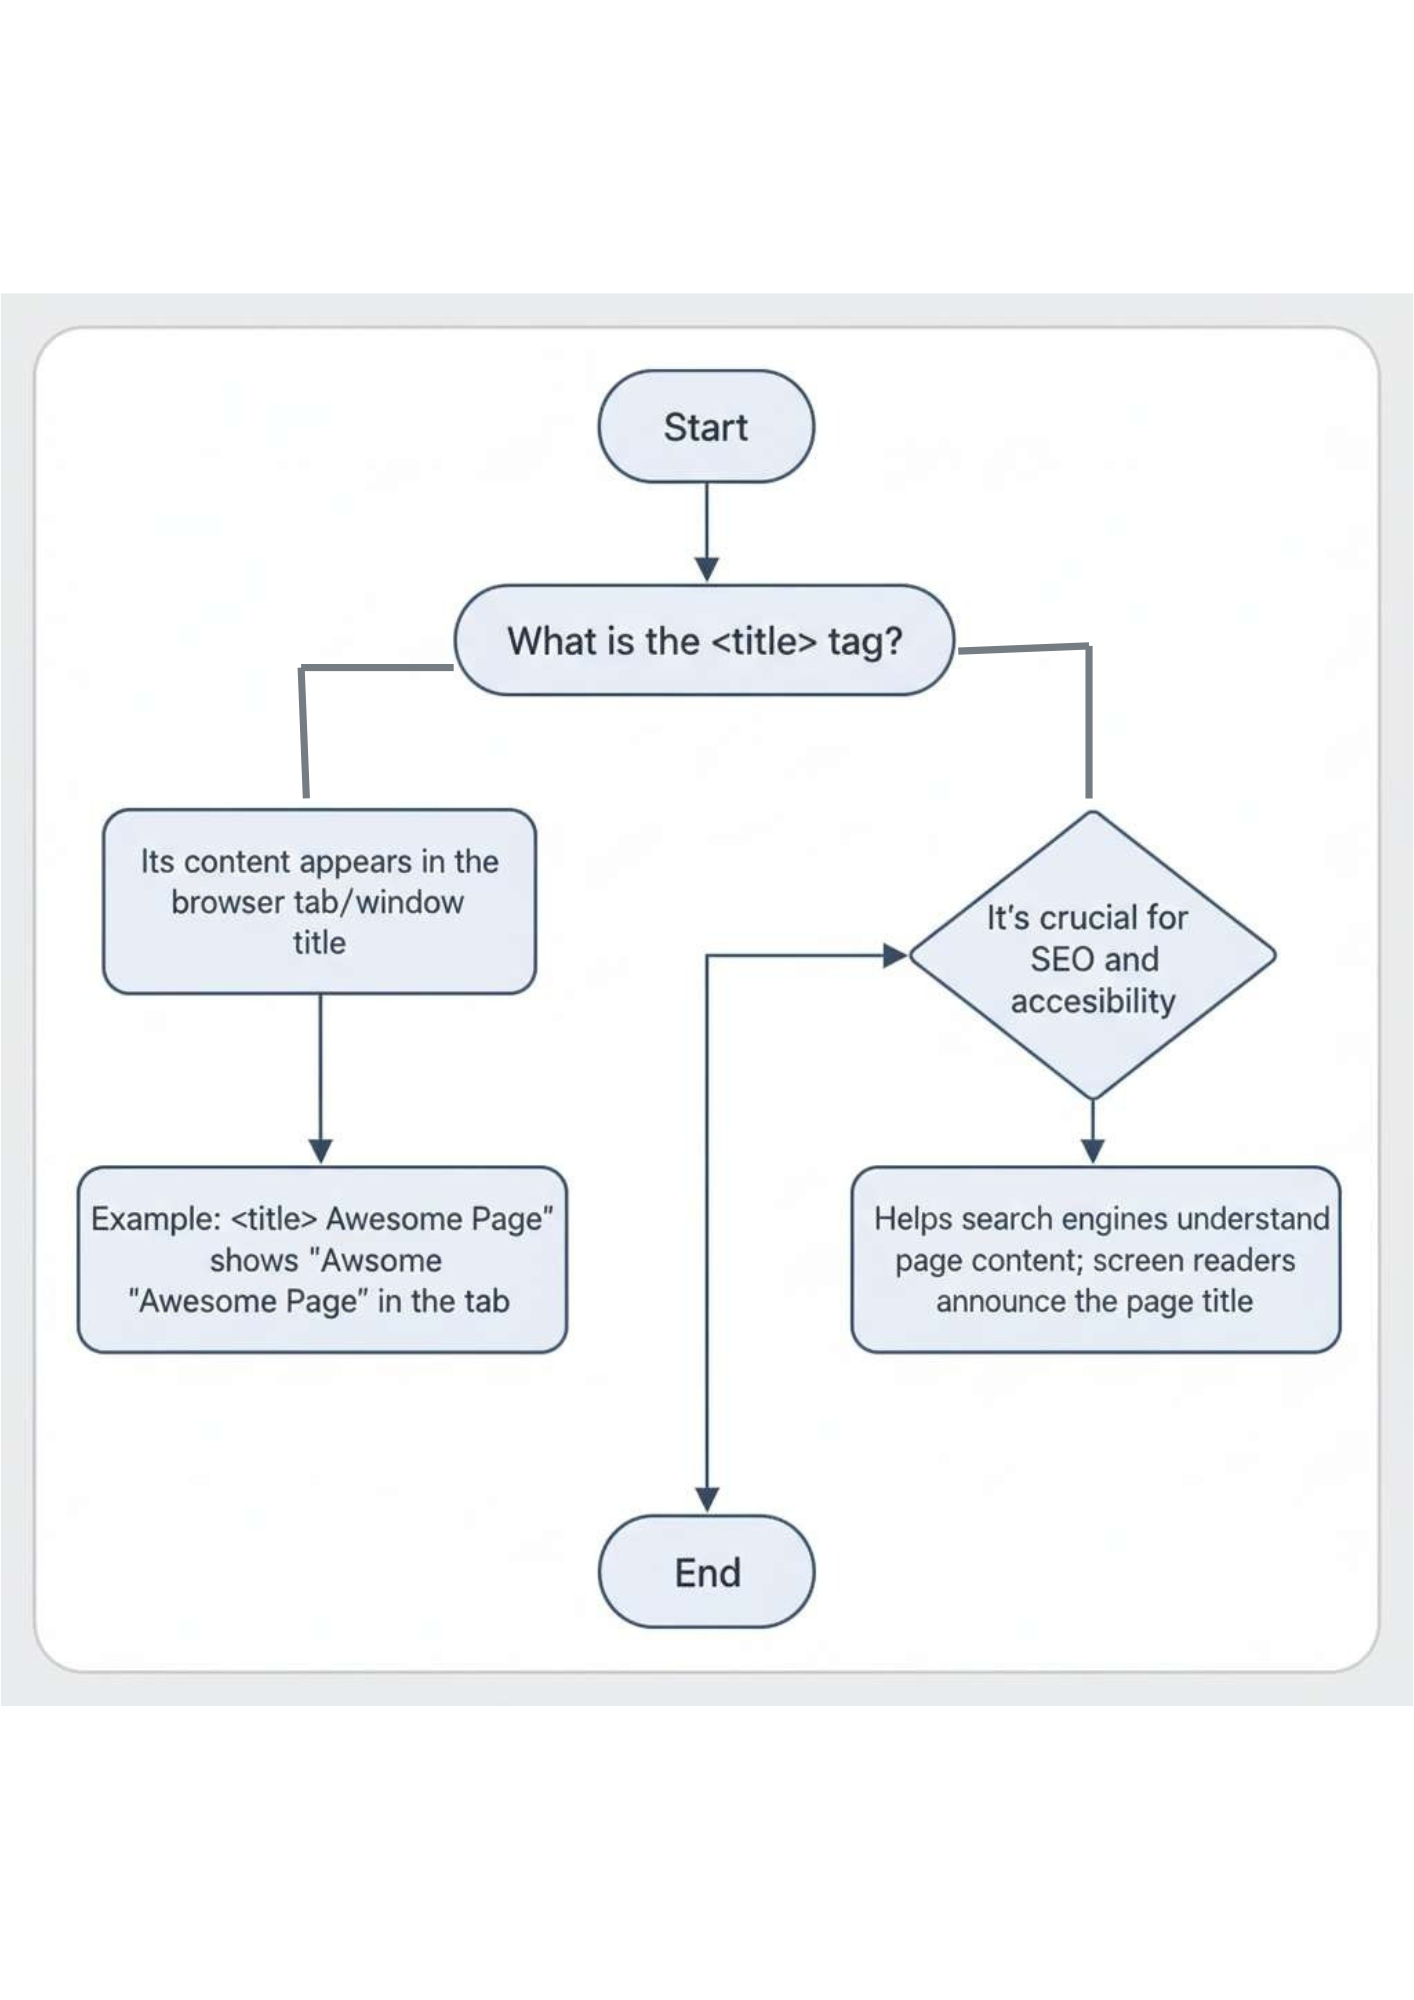 Start
What is the <title> tag?
Its content appears in the
browser tab/window
title
It's crucial for
SEO and
accesibility
Example: <title> Awesome Page"
shows "Awsome
"Awesome Page" in the tab
Helps search engines understand
page content; screen readers
announce the page title
End